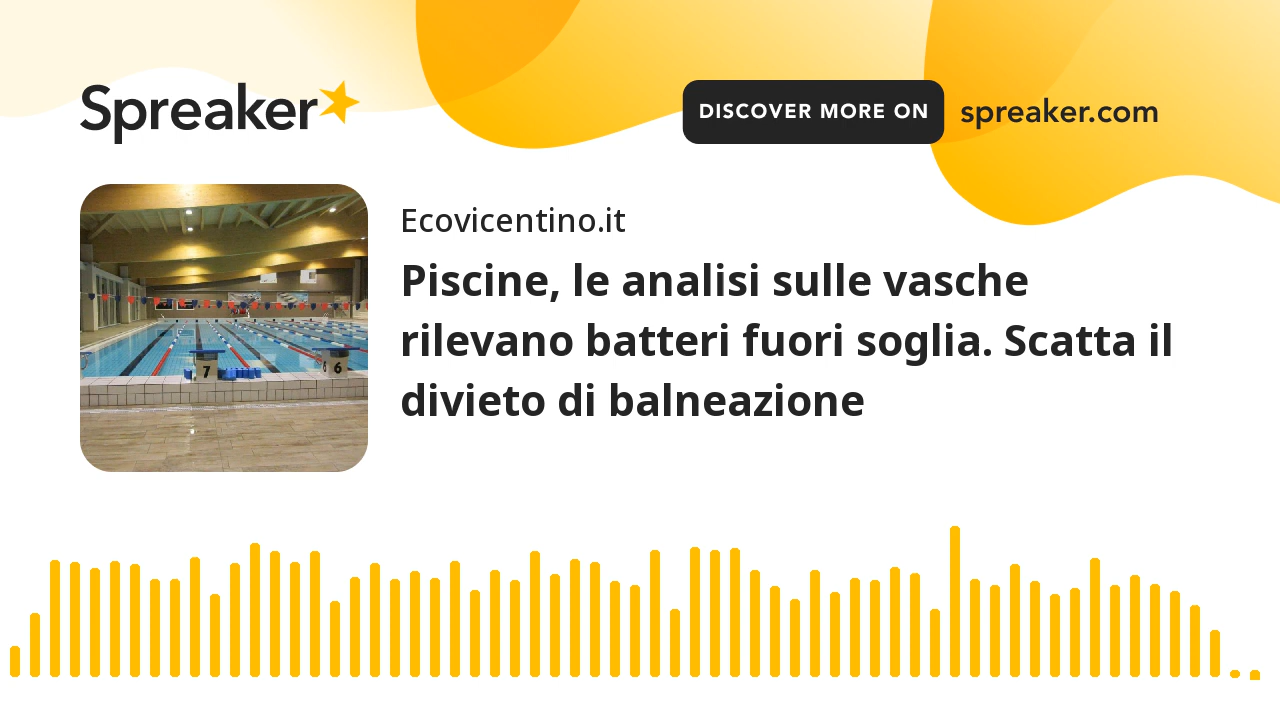 Spreaker
DISCOVER MORE ON
spreaker.com
Ecovicentino.it
Piscine, le analisi sulle vasche
rilevano batteri fuori soglia. Scatta il
divieto di balneazione
7
6